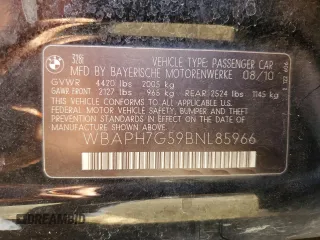 328i VEHICLE TYPE: PASSENGER CAR
MFD. BY BAYERISCHE MOTORENWERKE 08/10
GVWR 4420 LBS 2005 kg
GAWR FRONT 2127 LBS 965 kg REAR 2524 LBS 1145 kg
THIS VEHICLE CONFORMS TO ALL APPLICABLE
FEDERAL MOTOR VEHICLE SAFETY,
BUMPER AND THEFT PREVENTION STANDARDS
IN EFFECT ON THE DATE OF MANUFACTURE
SHOWN ABOVE.
WBAPH7G59BNL85966
DREAMBID